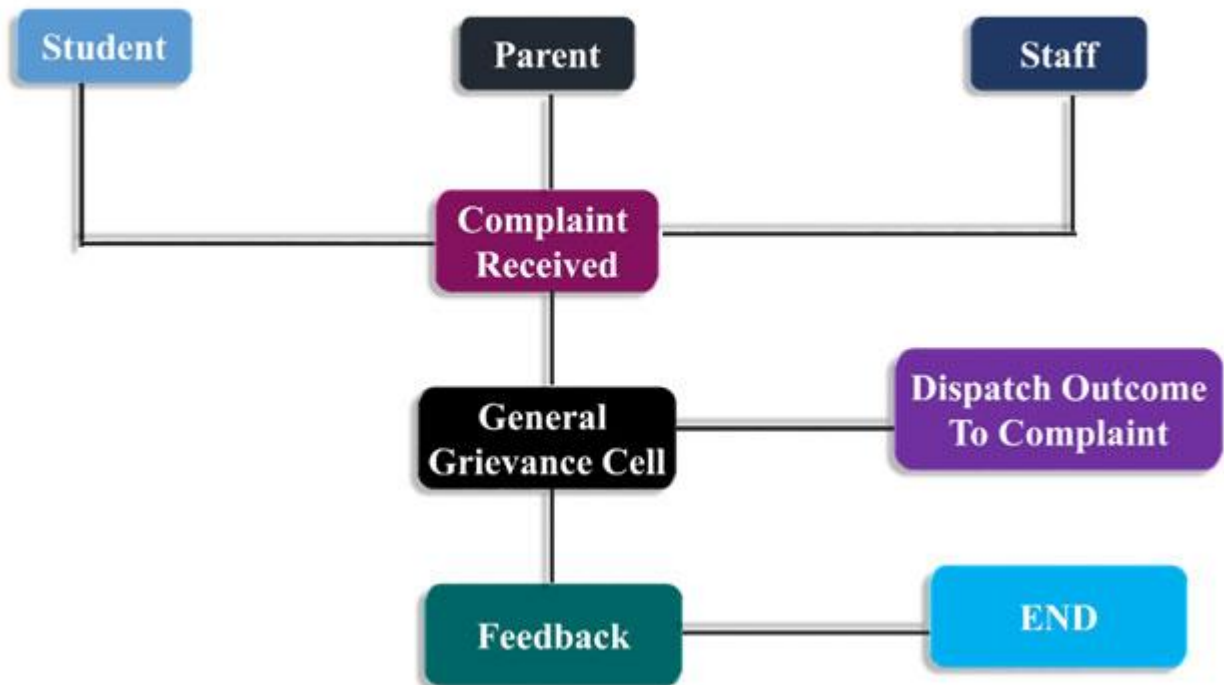 Student
Parent
Staff
Complaint
Received
General
Grievance Cell
Dispatch Outcome
To Complaint
Feedback
END